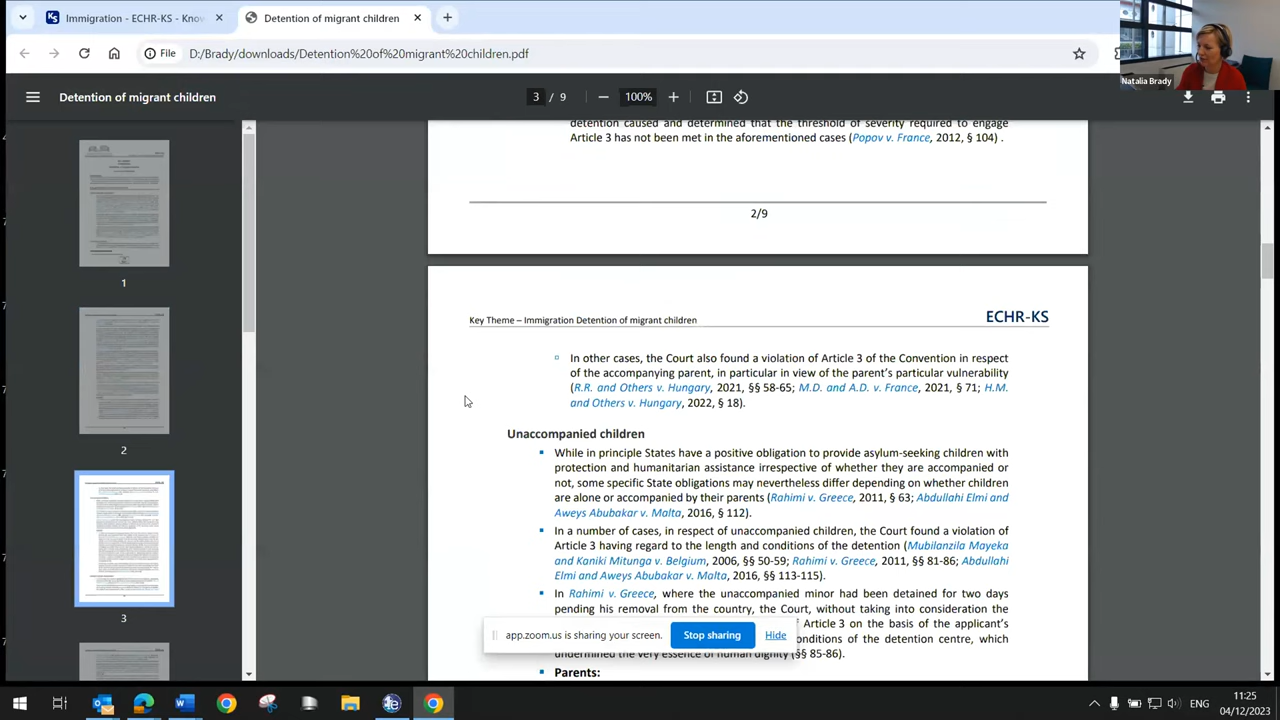 Immigration - ECHR-KS - Know
Detention of migrant children
Natalia Brady
File
D:/Brady/downloads/Detention%20of%20migrant%20children.pdf
Detention of migrant children
3 / 9
100%
detention caused and determined that the threshold of severity required to engage
Article 3 has not been met in the aforementioned cases (Popov v. France, 2012, § 104) .
2/9
1
2
3
Key Theme – Immigration Detention of migrant children
ECHR-KS
In other cases, the Court also found a violation of Article 3 of the Convention in respect
of the accompanying parent, in particular in view of the parent's particular vulnerability
(R.R. and Others v. Hungary, 2021, §§ 58-65; M.D. and A.D. v. France, 2021, § 71; H.M.
and Others v. Hungary, 2022, § 18).
Unaccompanied children
While in principle States have a positive obligation to provide asylum-seeking children with
protection and humanitarian assistance irrespective of whether they are accompanied or
not, some specific State obligations may nevertheless differ depending on whether children
are alone or accompanied by their parents (Rahimi v. Greece, 2011, § 63; Abdullahi Elmi and
Aweys Abubakar v. Malta, 2016, § 112).
In a number of cases, in respect of unaccompanied children, the Court found a violation of
Article 3 having regard to the length and conditions of the detention (Mubilanzila Mayeka
and Kaniki Mitunga v. Belgium, 2006, §§ 50-59; Rahimi v. Greece, 2011, §§ 81-86; Abdullahi
Elmi and Aweys Abubakar v. Malta, 2016, §§ 113-115).
In Rahimi v. Greece, where the unaccompanied minor had been detained for two days
pending his removal from the country, the Court, without taking into consideration the
Article 3 on the basis of the applicant's
conditions of the detention centre, which
undermined the very essence of human dignity (§§ 85-86).
Parents:
app.zoom.us is sharing your screen.
Stop sharing
Hide
ENG
11:25
04/12/2023